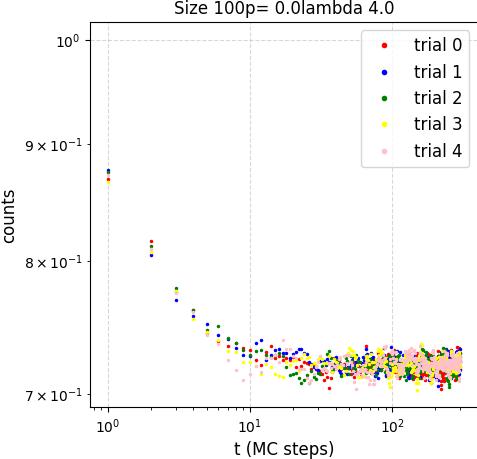 Size 100p= 0.0lambda 4.0
10⁰
9 × 10⁻¹
8 × 10⁻¹
7 × 10⁻¹
counts
trial 0
trial 1
trial 2
trial 3
trial 4
10⁰ 10¹ 10²
t (MC steps)